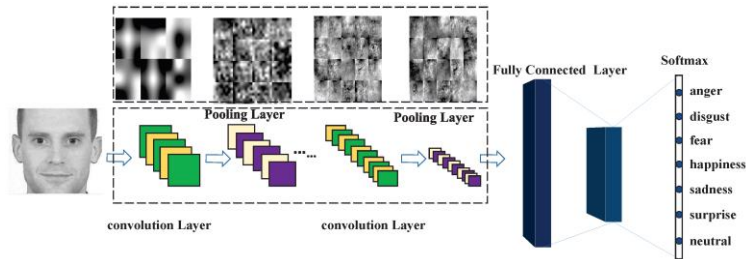 Pooling Layer
Pooling Layer
......
convolution Layer
convolution Layer
Fully Connected Layer
Softmax
anger
disgust
fear
happiness
sadness
surprise
neutral